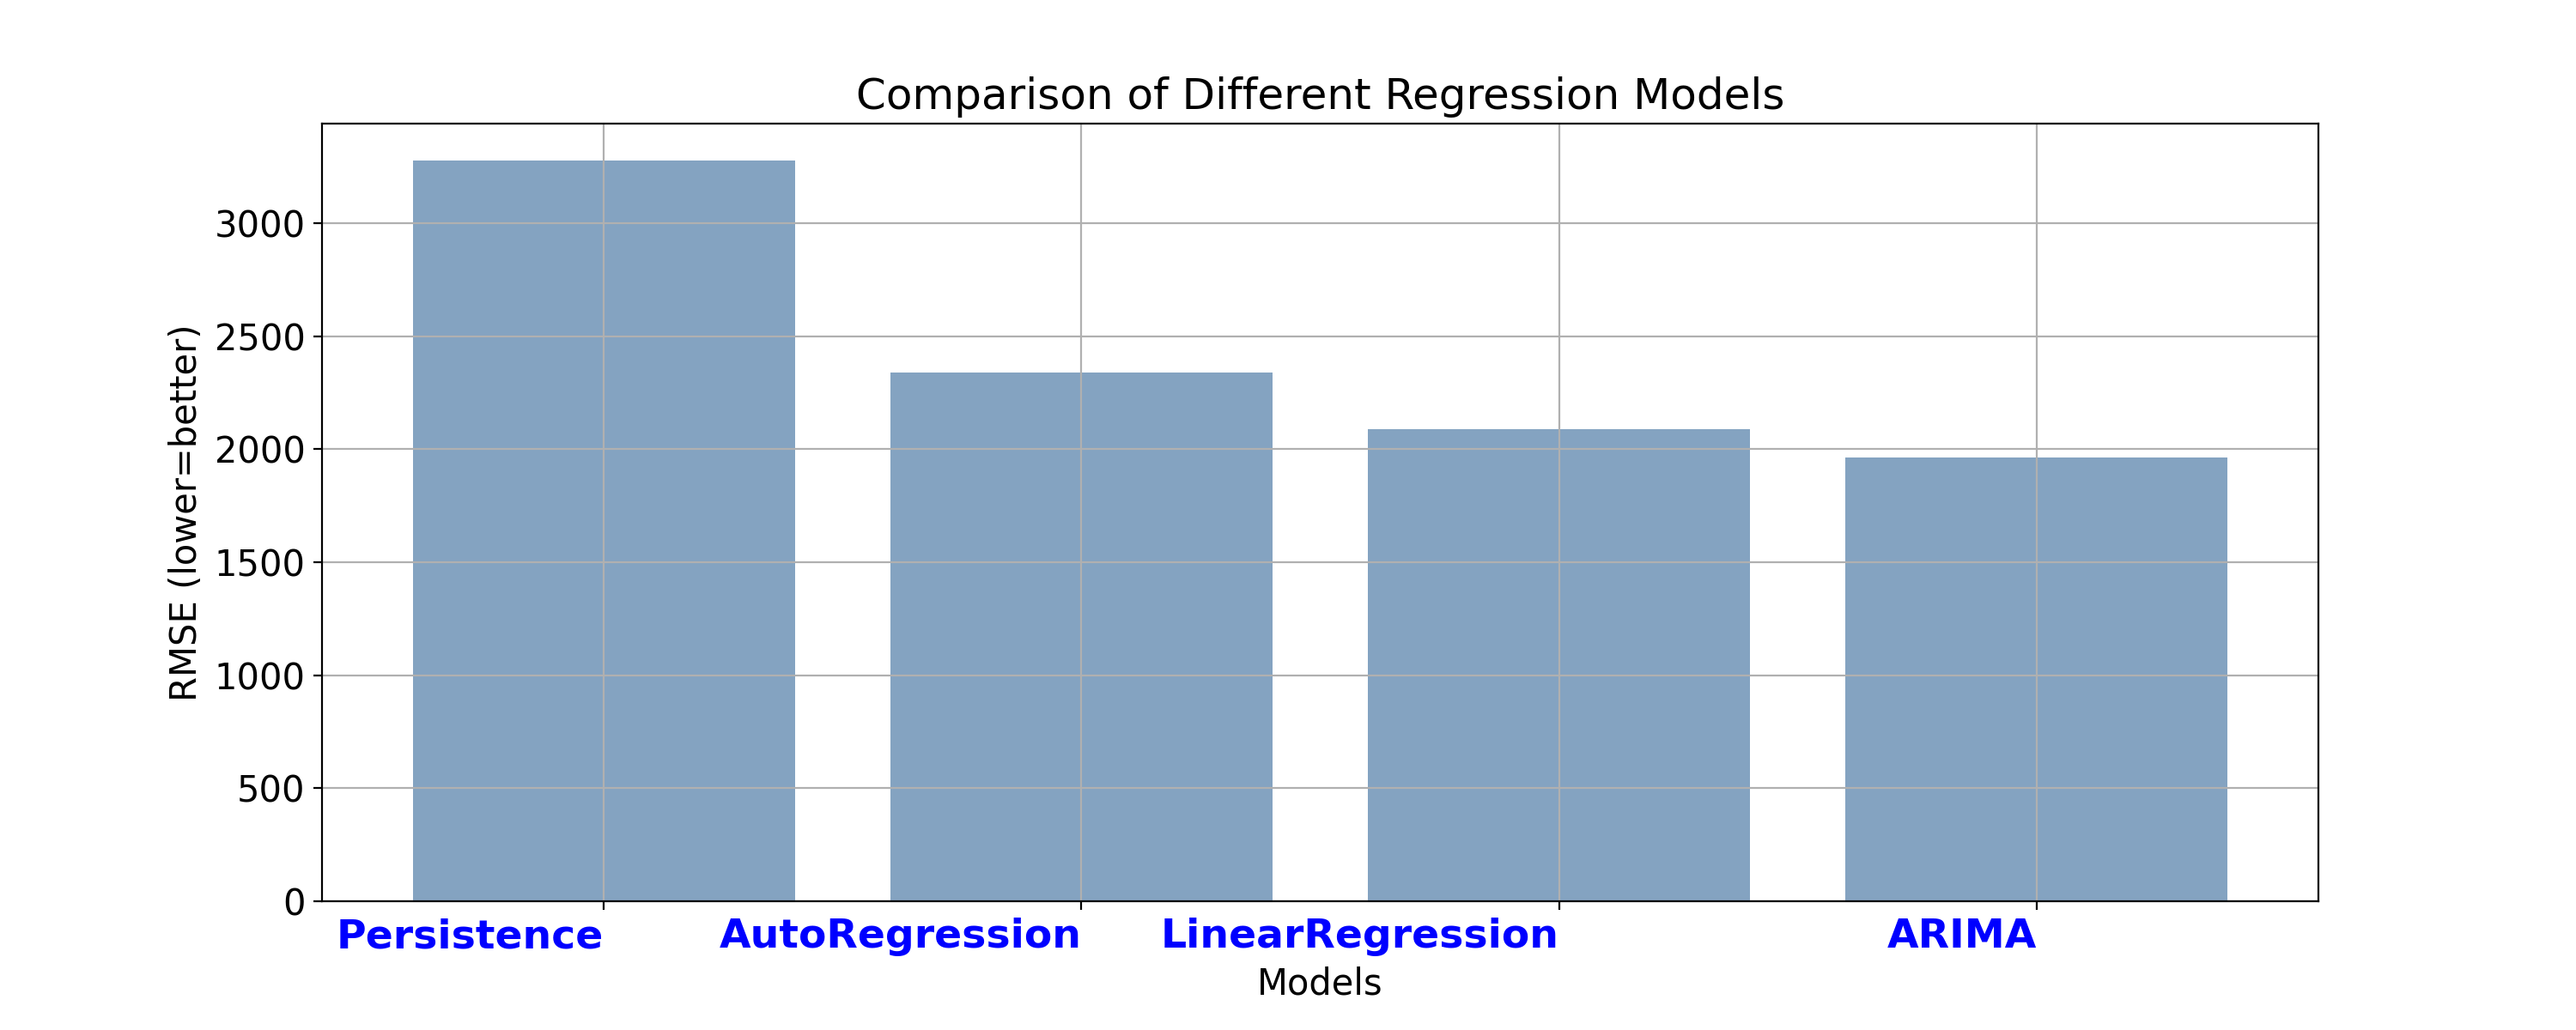 Comparison of Different Regression Models
RMSE (lower=better)
3000
2500
2000
1500
1000
500
0
Persistence AutoRegression LinearRegression ARIMA
Models